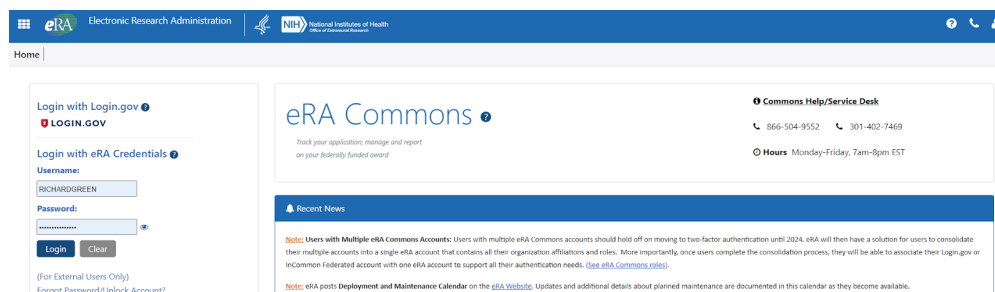 eRA Electronic Research Administration NIH National Institutes of Health
Office of Extramural Research
Home
Login with Login.gov ?
LOGIN.GOV
Login with eRA Credentials ?
Username:
RICHARDGREEN
Password:
Login Clear
(For External Users Only)
Forgot Password/Unlock Account?
eRA Commons ?
Track your application; manage and report
on your federally funded award
Commons Help/Service Desk
866-504-9552 301-402-7469
Hours Monday-Friday, 7am-8pm EST
Recent News
Note: Users with Multiple eRA Commons Accounts: Users with multiple eRA Commons accounts should hold off on moving to two-factor authentication until 2024. eRA will then have a solution for users to consolidate
their multiple accounts into a single eRA account that contains all their organization affiliations and roles. More importantly, once users complete the consolidation process, they will be able to associate their Login.gov or
InCommon Federated account with one eRA account to support all their authentication needs. (See eRA Commons roles).
Note: eRA posts Deployment and Maintenance Calendar on the eRA Website. Updates and additional details about planned maintenance are documented in this calendar as they become available.